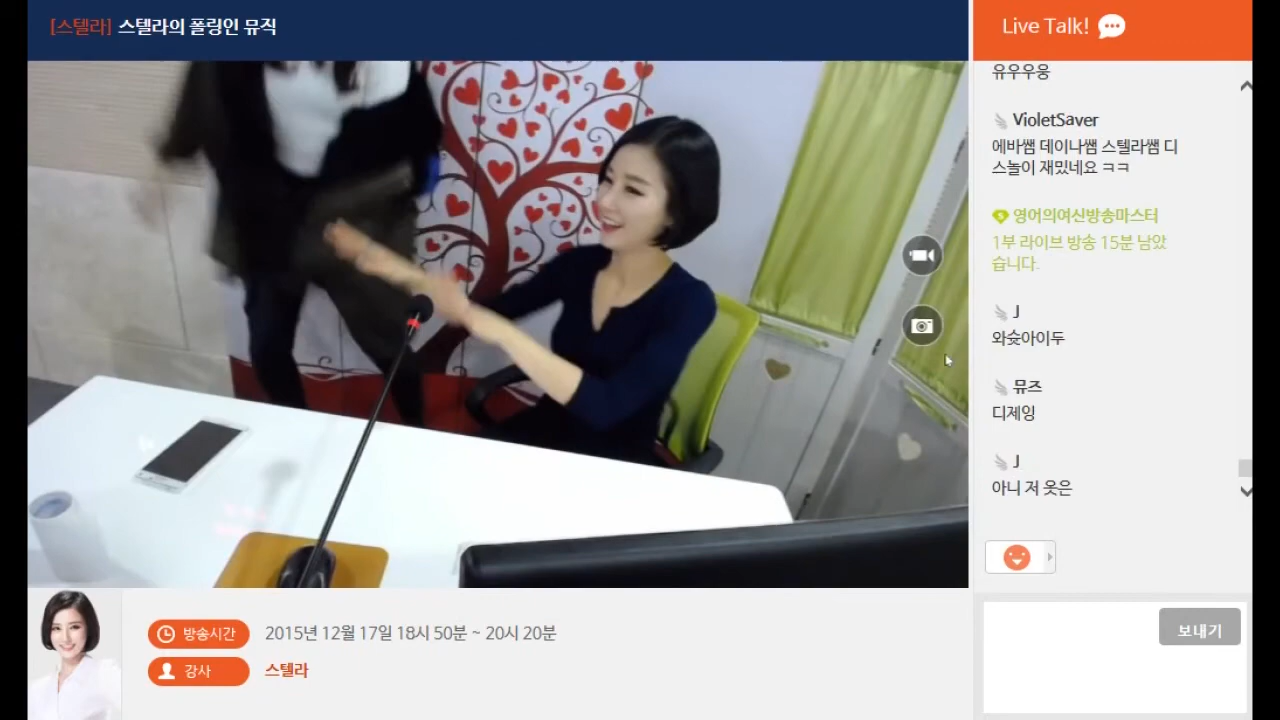 [스텔라] 스텔라의 폴링인 뮤직
Live Talk!
유우우웅
VioletSaver
에바쌤 데이나쌤 스텔라쌤 디
스놀이 재밌네요 ㅋㅋ
영어의여신방송마스터
1부 라이브 방송 15분 남았
습니다.
J
와슛아이두
뮤즈
디제잉
J
아니 저 옷은
보내기
방송시간 2015년 12월 17일 18시 50분 ~ 20시 20분
강사 스텔라